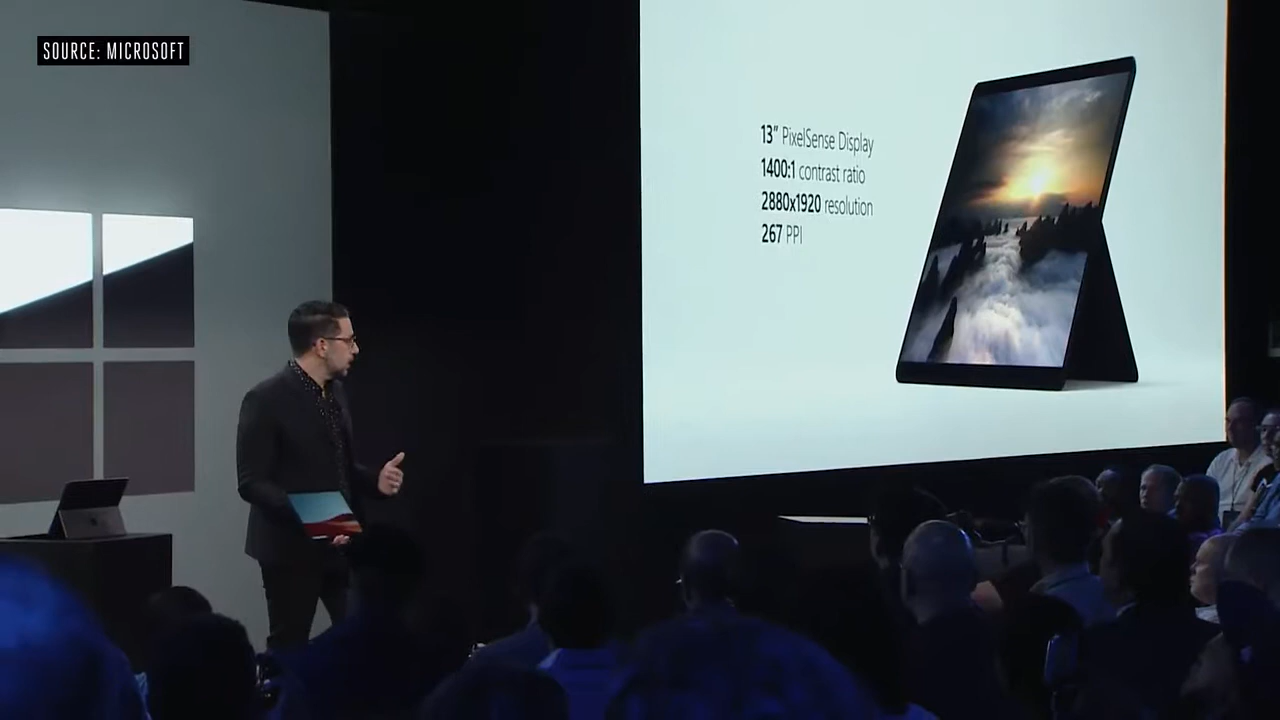 SOURCE: MICROSOFT
13" PixelSense Display
1400:1 contrast ratio
2880x1920 resolution
267 PPI